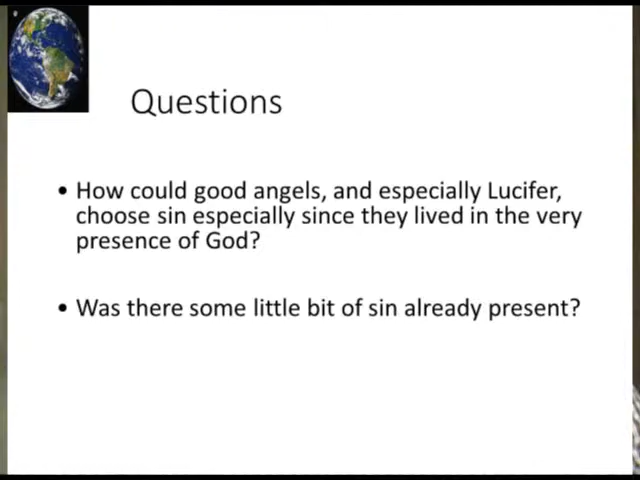 Questions
• How could good angels, and especially Lucifer,
choose sin especially since they lived in the very
presence of God?
• Was there some little bit of sin already present?